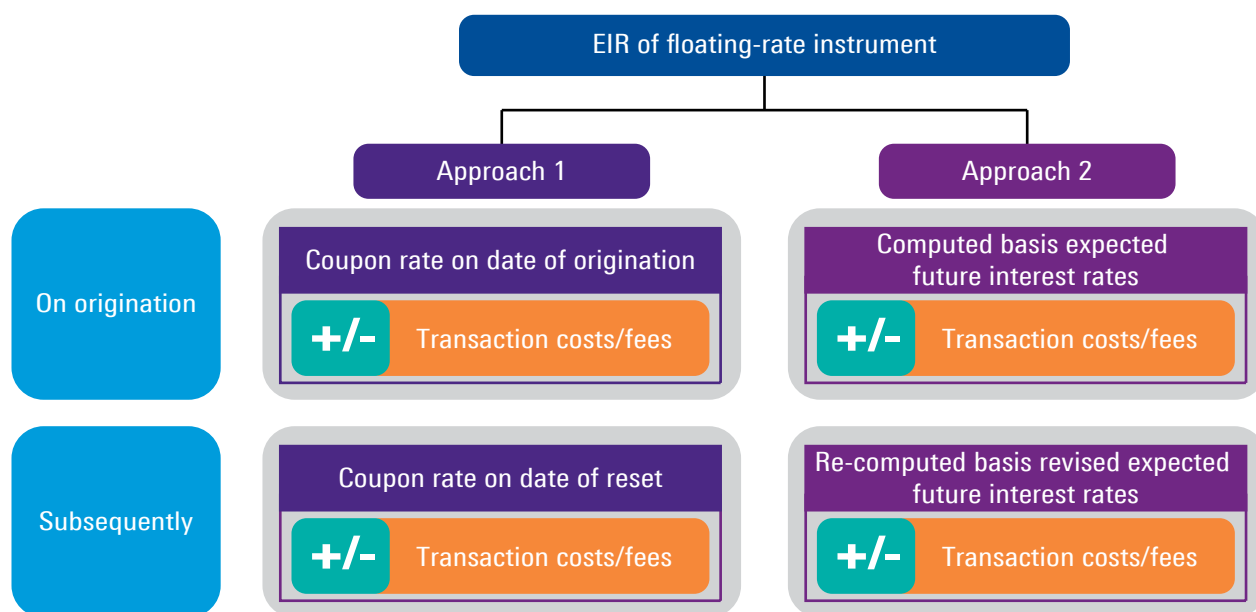 EIR of floating-rate instrument
Approach 1
Approach 2
On origination
Coupon rate on date of origination
+/- Transaction costs/fees
Computed basis expected
future interest rates
+/- Transaction costs/fees
Subsequently
Coupon rate on date of reset
+/- Transaction costs/fees
Re-computed basis revised expected
future interest rates
+/- Transaction costs/fees